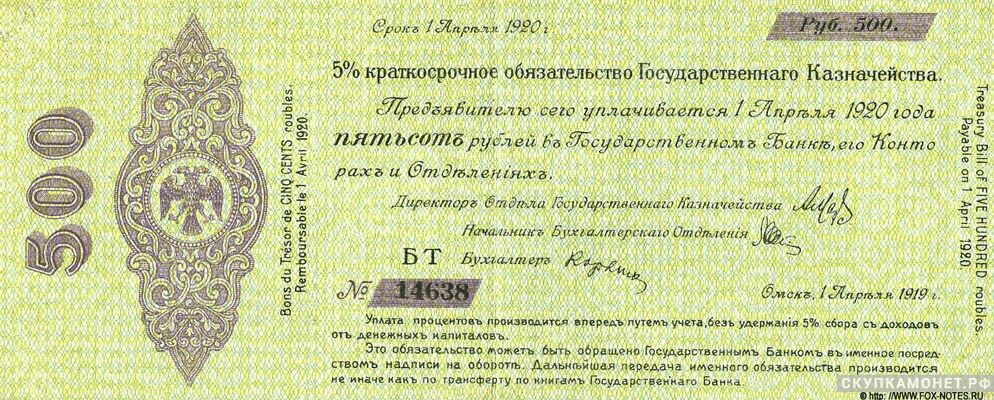 500
Bons du Trésor de CINQ CENTS roubles.
Remboursable le 1 Avril 1920.
Срокъ 1 Апрѣля 1920 г
Руб. 500.
5% краткосрочное обязательство Государственнаго Казначейства.
Предъявителю сего уплачивается 1 Апрѣля 1920 года
пятьсотъ рублей въ Государственномъ Банкѣ, его Конто
рахъ и Отдѣленіяхъ.
Директоръ Отдѣла Государственнаго Казначейства
Начальникъ Бухгалтерскаго Отдѣленія
БТ Бухгалтеръ
№ 14638
Омскъ, 1 Апрѣля 1919 г.
Уплата процентовъ производится впередъ путемъ учета, безъ удержанія 5% сбора съ доходовъ
отъ денежныхъ капиталовъ.
Это обязательство можетъ быть обращено Государственнымъ Банкомъ въ именное посред-
ствомъ надписи на оборотѣ. Дальнѣйшая передача именного обязательства производится
не иначе какъ по трансферту по книгамъ Государственнаго Банка.
Treasury Bill of FIVE HUNDRED roubles.
Payable on 1 April 1920.
СКУПКАМОНЕТ.РФ
© http://WWW.FOX-NOTES.RU